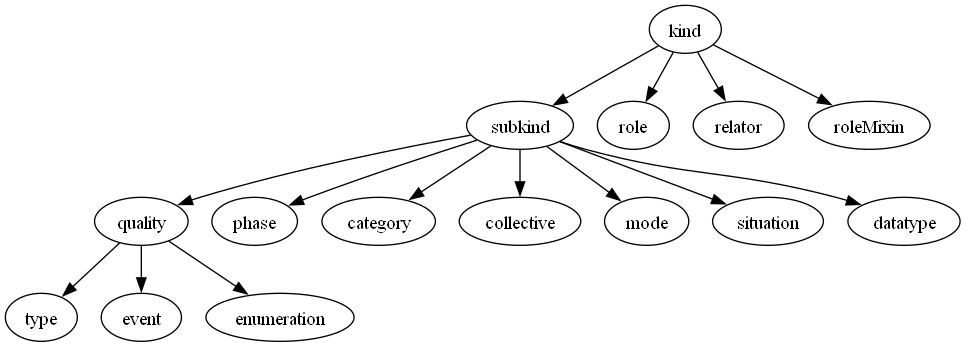 kind
subkind
role
relator
roleMixin
quality
phase
category
collective
mode
situation
datatype
type
event
enumeration